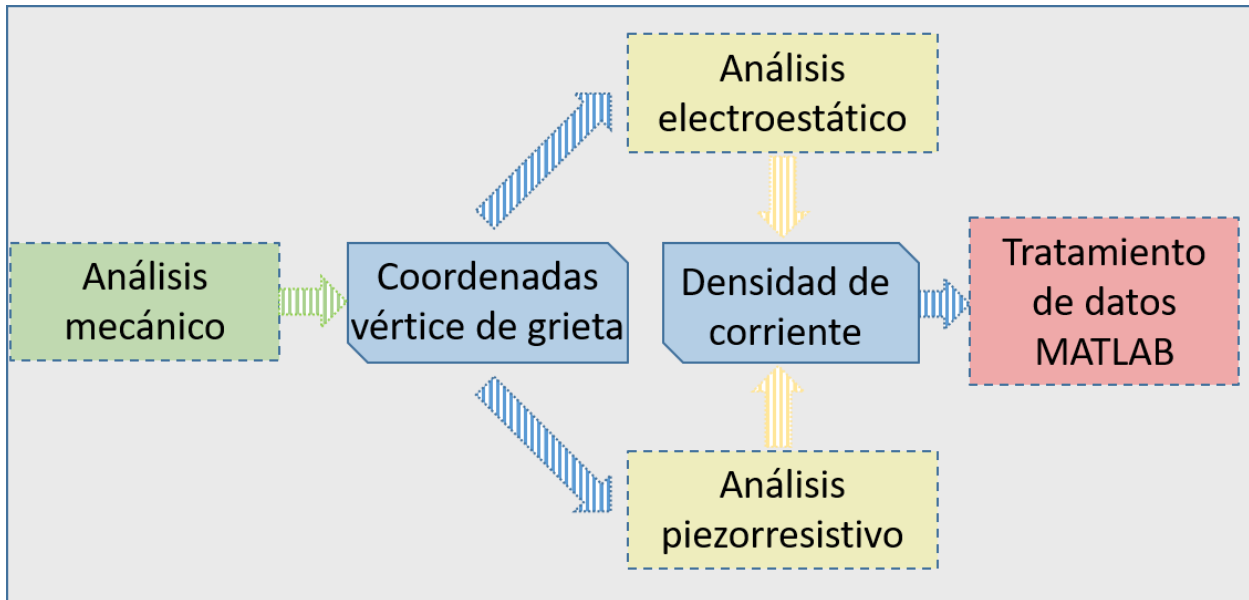 Análisis
mecánico
Coordenadas
vértice de grieta
Análisis
electroestático
Análisis
piezorresistivo
Densidad de
corriente
Tratamiento
de datos
MATLAB